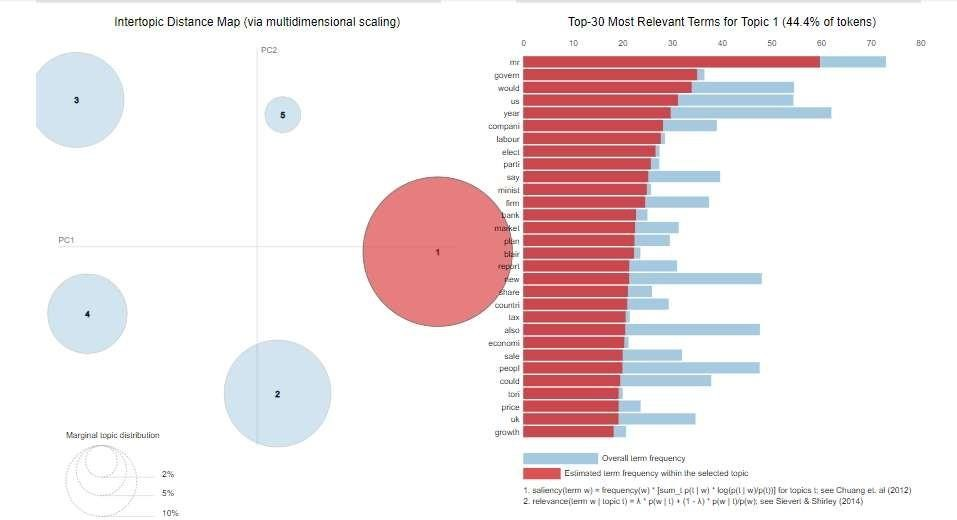 Intertopic Distance Map (via multidimensional scaling)
PC2
3
5
1
PC1
4
2
Marginal topic distribution
2%
5%
10%
Top-30 Most Relevant Terms for Topic 1 (44.4% of tokens)
0 10 20 30 40 50 60 70 80
mr
govern
would
us
year
compani
labour
elect
parti
say
minist
firm
bank
market
plan
blair
report
new
share
countri
tax
also
economi
sale
peopl
could
tori
price
uk
growth
Overall term frequency
Estimated term frequency within the selected topic
1. saliency(term w) = frequency(w) * [sum_t p(t | w) * log(p(t | w)/p(t))] for topics t; see Chuang et. al (2012)
2. relevance(term w | topic t) = λ * p(w | t) + (1 - λ) * p(w | t)/p(w); see Sievert & Shirley (2014)